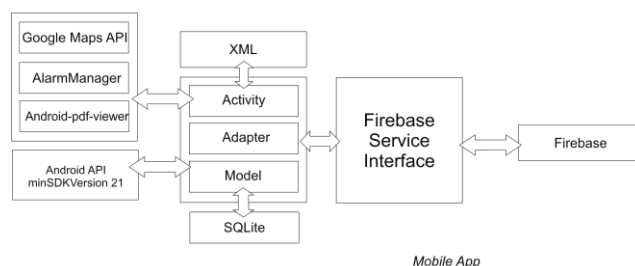 Google Maps API
AlarmManager
Android-pdf-viewer
Android API
minSDKVersion 21
XML
Activity
Adapter
Model
SQLite
Firebase
Service
Interface
Firebase
Mobile App